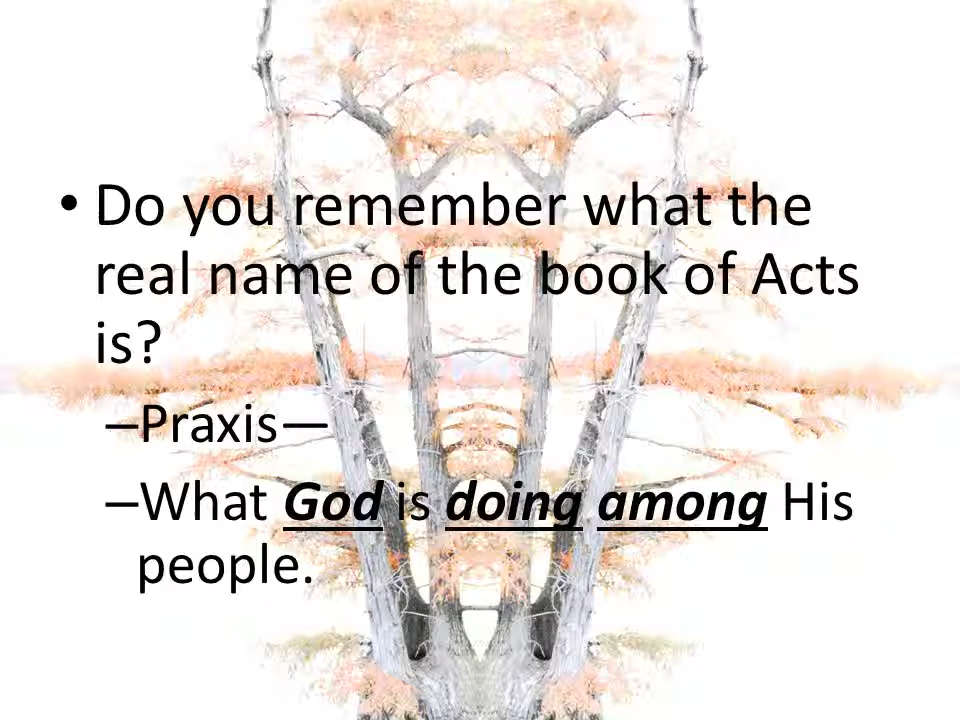 • Do you remember what the
real name of the book of Acts
is?
–Praxis—
–What God is doing among His
people.